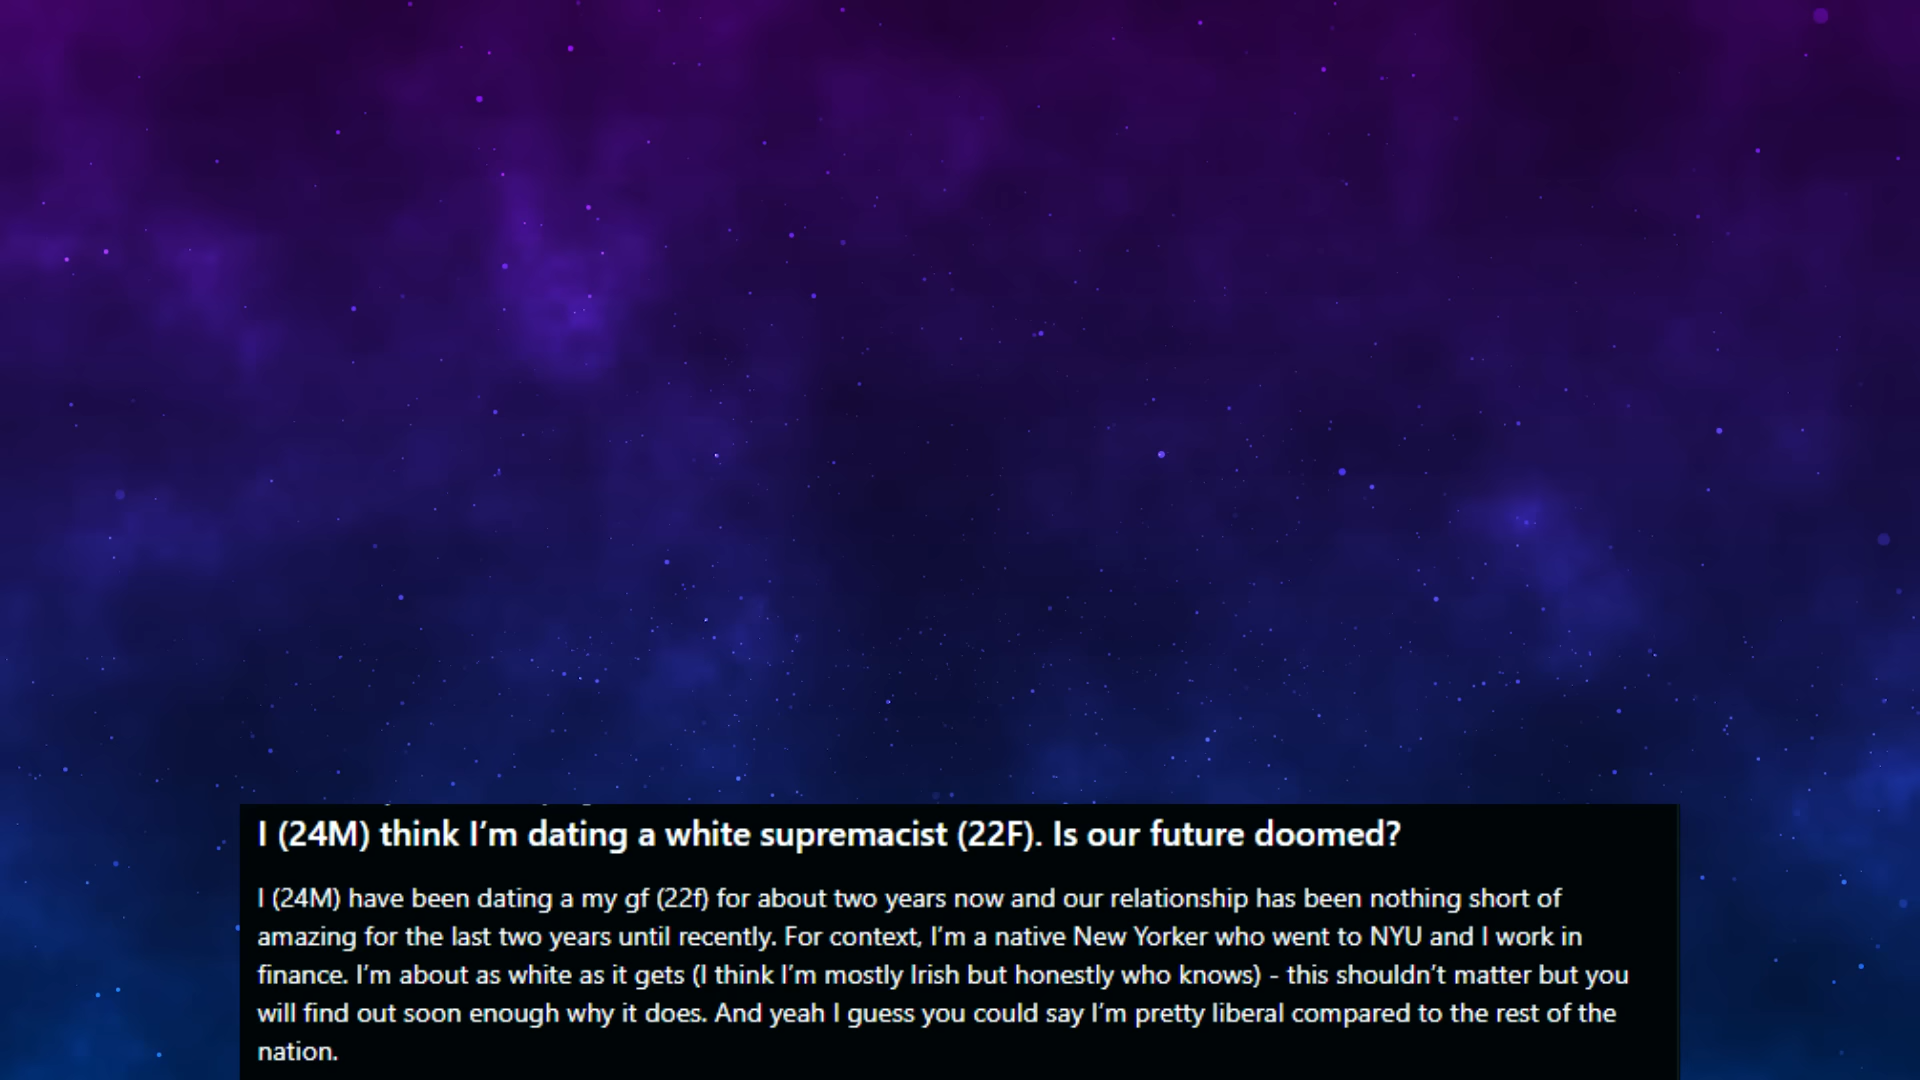 I (24M) think I’m dating a white supremacist (22F). Is our future doomed?
I (24M) have been dating a my gf (22f) for about two years now and our relationship has been nothing short of
amazing for the last two years until recently. For context, I’m a native New Yorker who went to NYU and I work in
finance. I’m about as white as it gets (I think I’m mostly Irish but honestly who knows) - this shouldn’t matter but you
will find out soon enough why it does. And yeah I guess you could say I’m pretty liberal compared to the rest of the
nation.